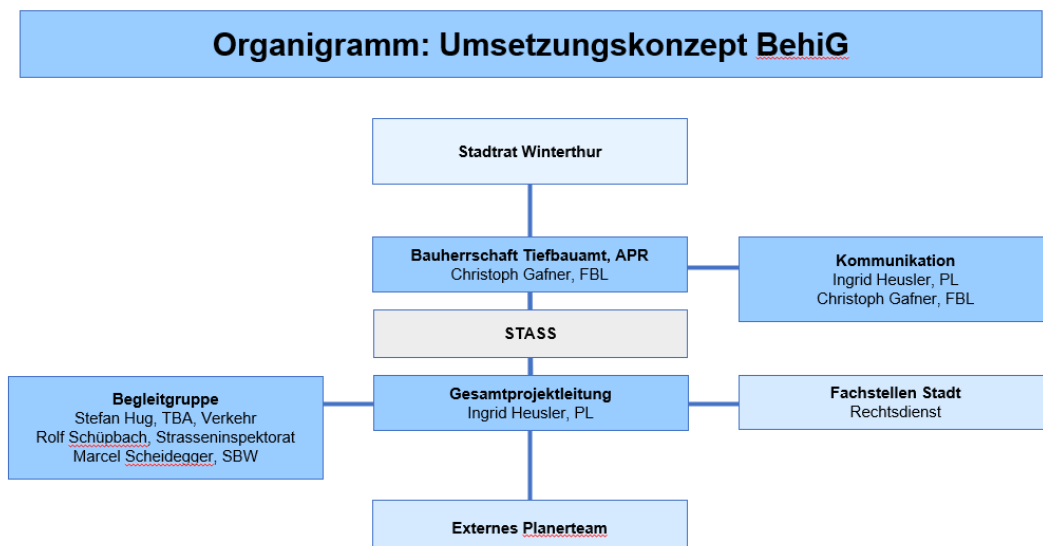 Organigramm: Umsetzungskonzept BehiG
Stadtrat Winterthur
Bauherrschaft Tiefbauamt, APR
Christoph Gafner, FBL
Kommunikation
Ingrid Heusler, PL
Christoph Gafner, FBL
STASS
Begleitgruppe
Stefan Hug, TBA, Verkehr
Rolf Schüpbach, Strasseninspektorat
Marcel Scheidegger, SBW
Gesamtprojektleitung
Ingrid Heusler, PL
Fachstellen Stadt
Rechtsdienst
Externes Planerteam